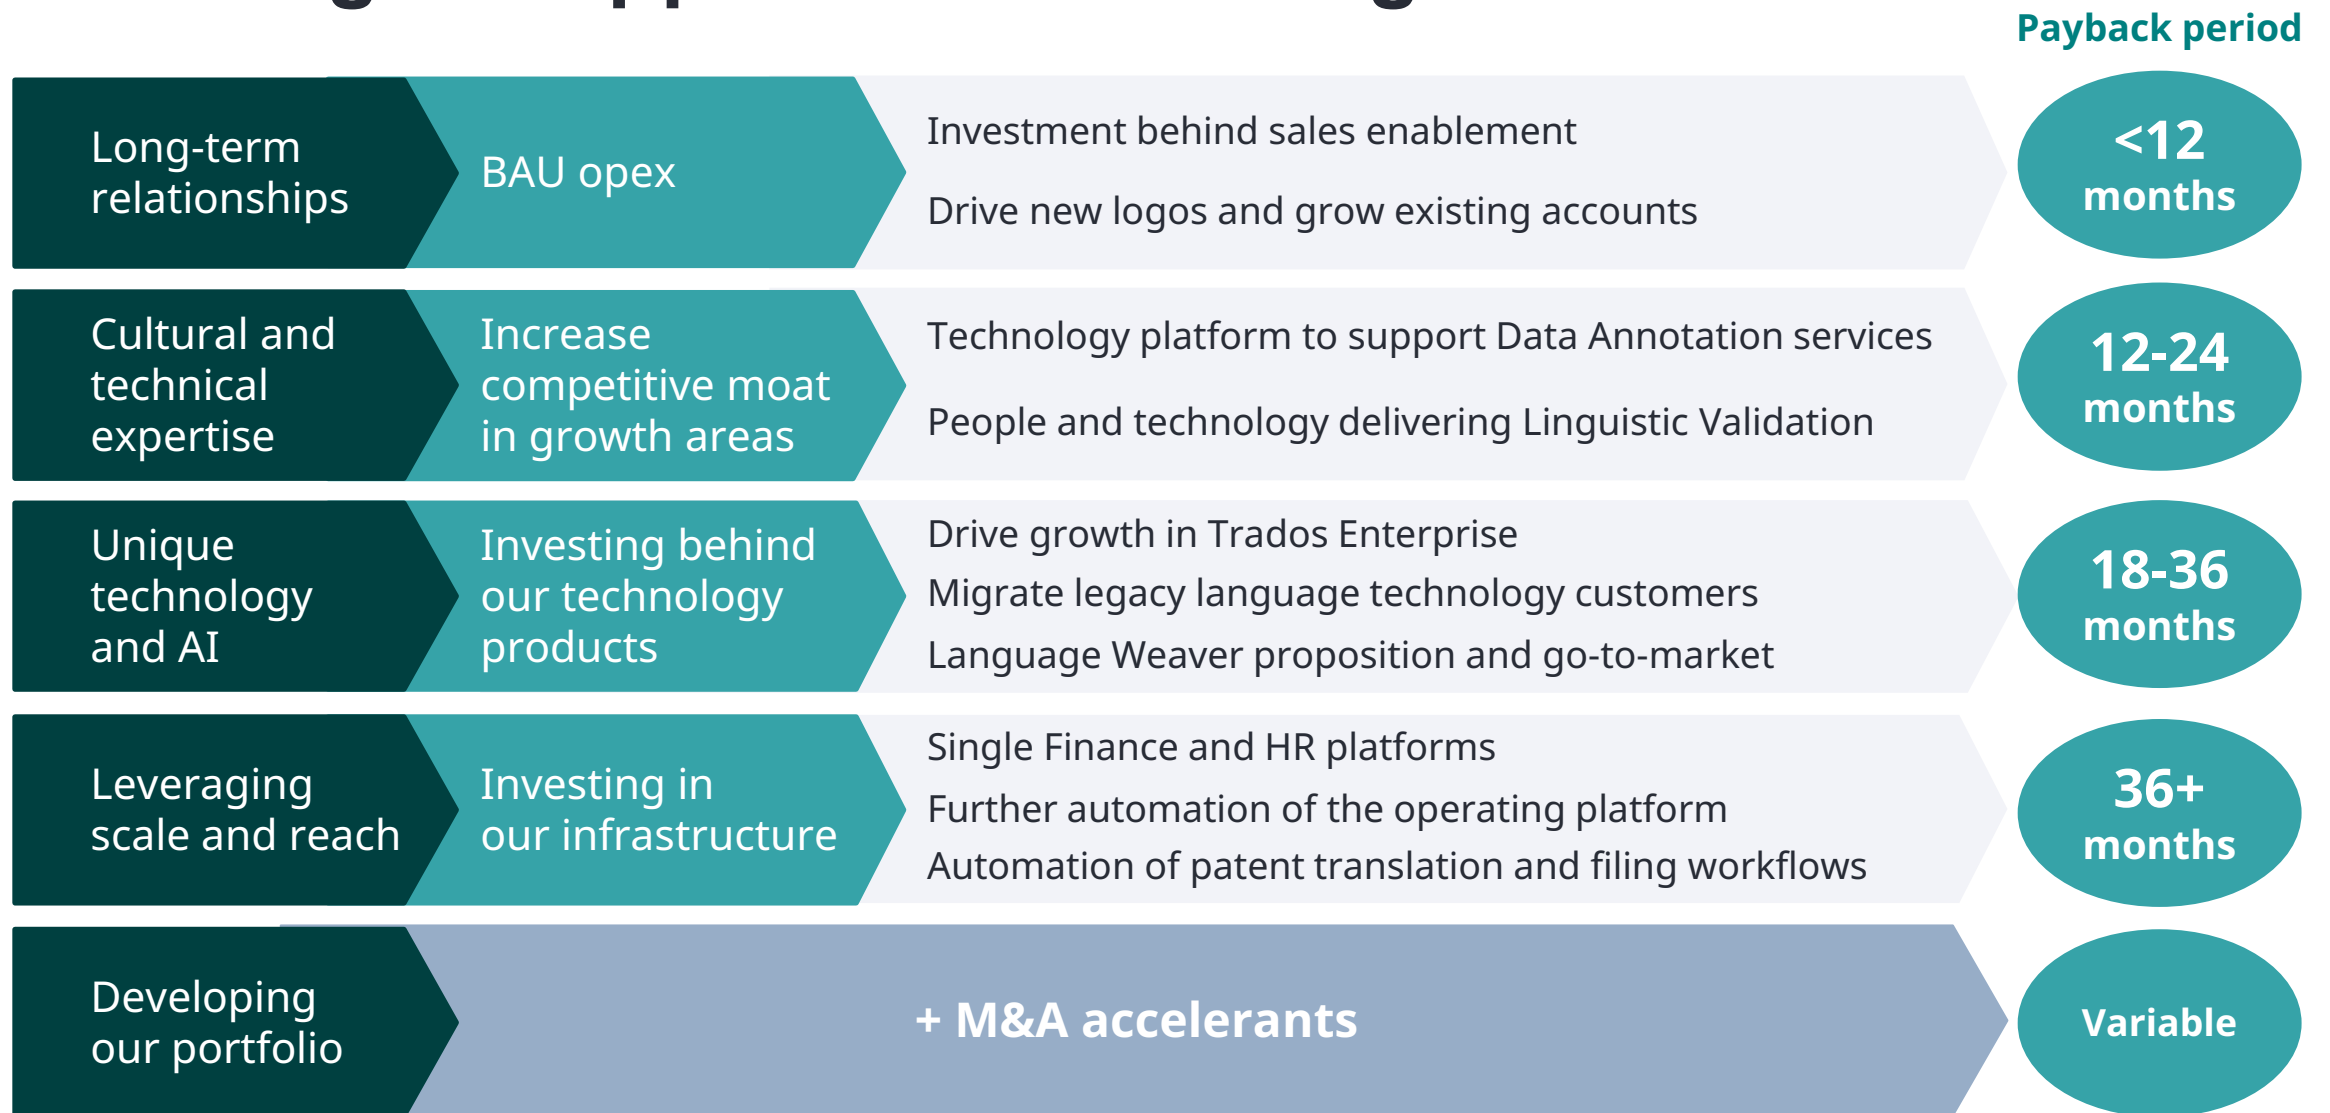 Payback period
Long-term
relationships
BAU opex
Investment behind sales enablement
Drive new logos and grow existing accounts
<12
months
Cultural and
technical
expertise
Increase
competitive moat
in growth areas
Technology platform to support Data Annotation services
People and technology delivering Linguistic Validation
12-24
months
Unique
technology
and AI
Investing behind
our technology
products
Drive growth in Trados Enterprise
Migrate legacy language technology customers
Language Weaver proposition and go-to-market
18-36
months
Leveraging
scale and reach
Investing in
our infrastructure
Single Finance and HR platforms
Further automation of the operating platform
Automation of patent translation and filing workflows
36+
months
Developing
our portfolio
+ M&A accelerants
Variable